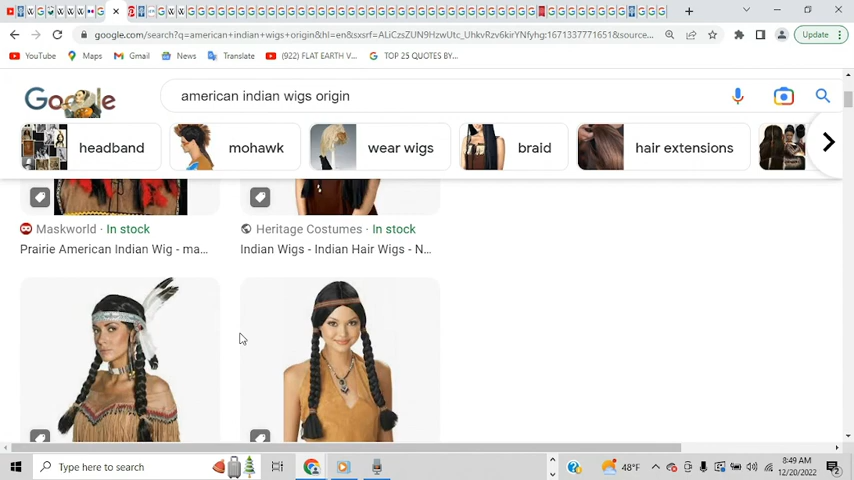 google.com/search?q=american+indian+wigs+origin&hl=en&sxsrf=ALiCzsZUN9HzwUtc_UhkvRzv6kirYNfyhg:1671337771651&source...
Update
YouTube Maps Gmail News Translate (922) FLAT EARTH V... TOP 25 QUOTES BY...
Google
american indian wigs origin
headband mohawk wear wigs braid hair extensions
Maskworld · In stock
Prairie American Indian Wig - ma...
Heritage Costumes · In stock
Indian Wigs - Indian Hair Wigs - N...
Type here to search
48°F
8:49 AM
12/20/2022
2